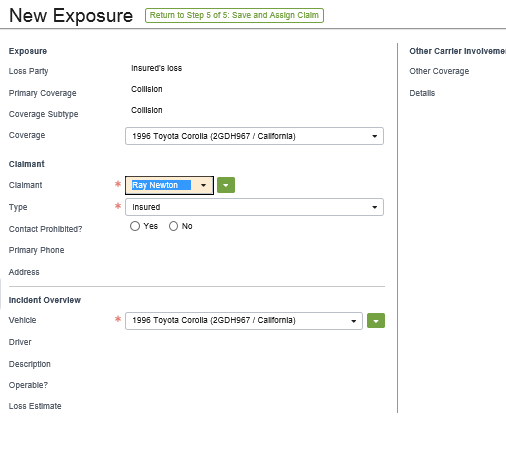 New Exposure
Return to Step 5 of 5: Save and Assign Claim
Exposure
Loss Party Insured's loss
Primary Coverage Collision
Coverage Subtype Collision
Coverage 1996 Toyota Corolla (2GDH967 / California)
Claimant
Claimant * Ray Newton
Type * Insured
Contact Prohibited? Yes No
Primary Phone
Address
Incident Overview
Vehicle * 1996 Toyota Corolla (2GDH967 / California)
Driver
Description
Operable?
Loss Estimate
Other Carrier Involveme
Other Coverage
Details